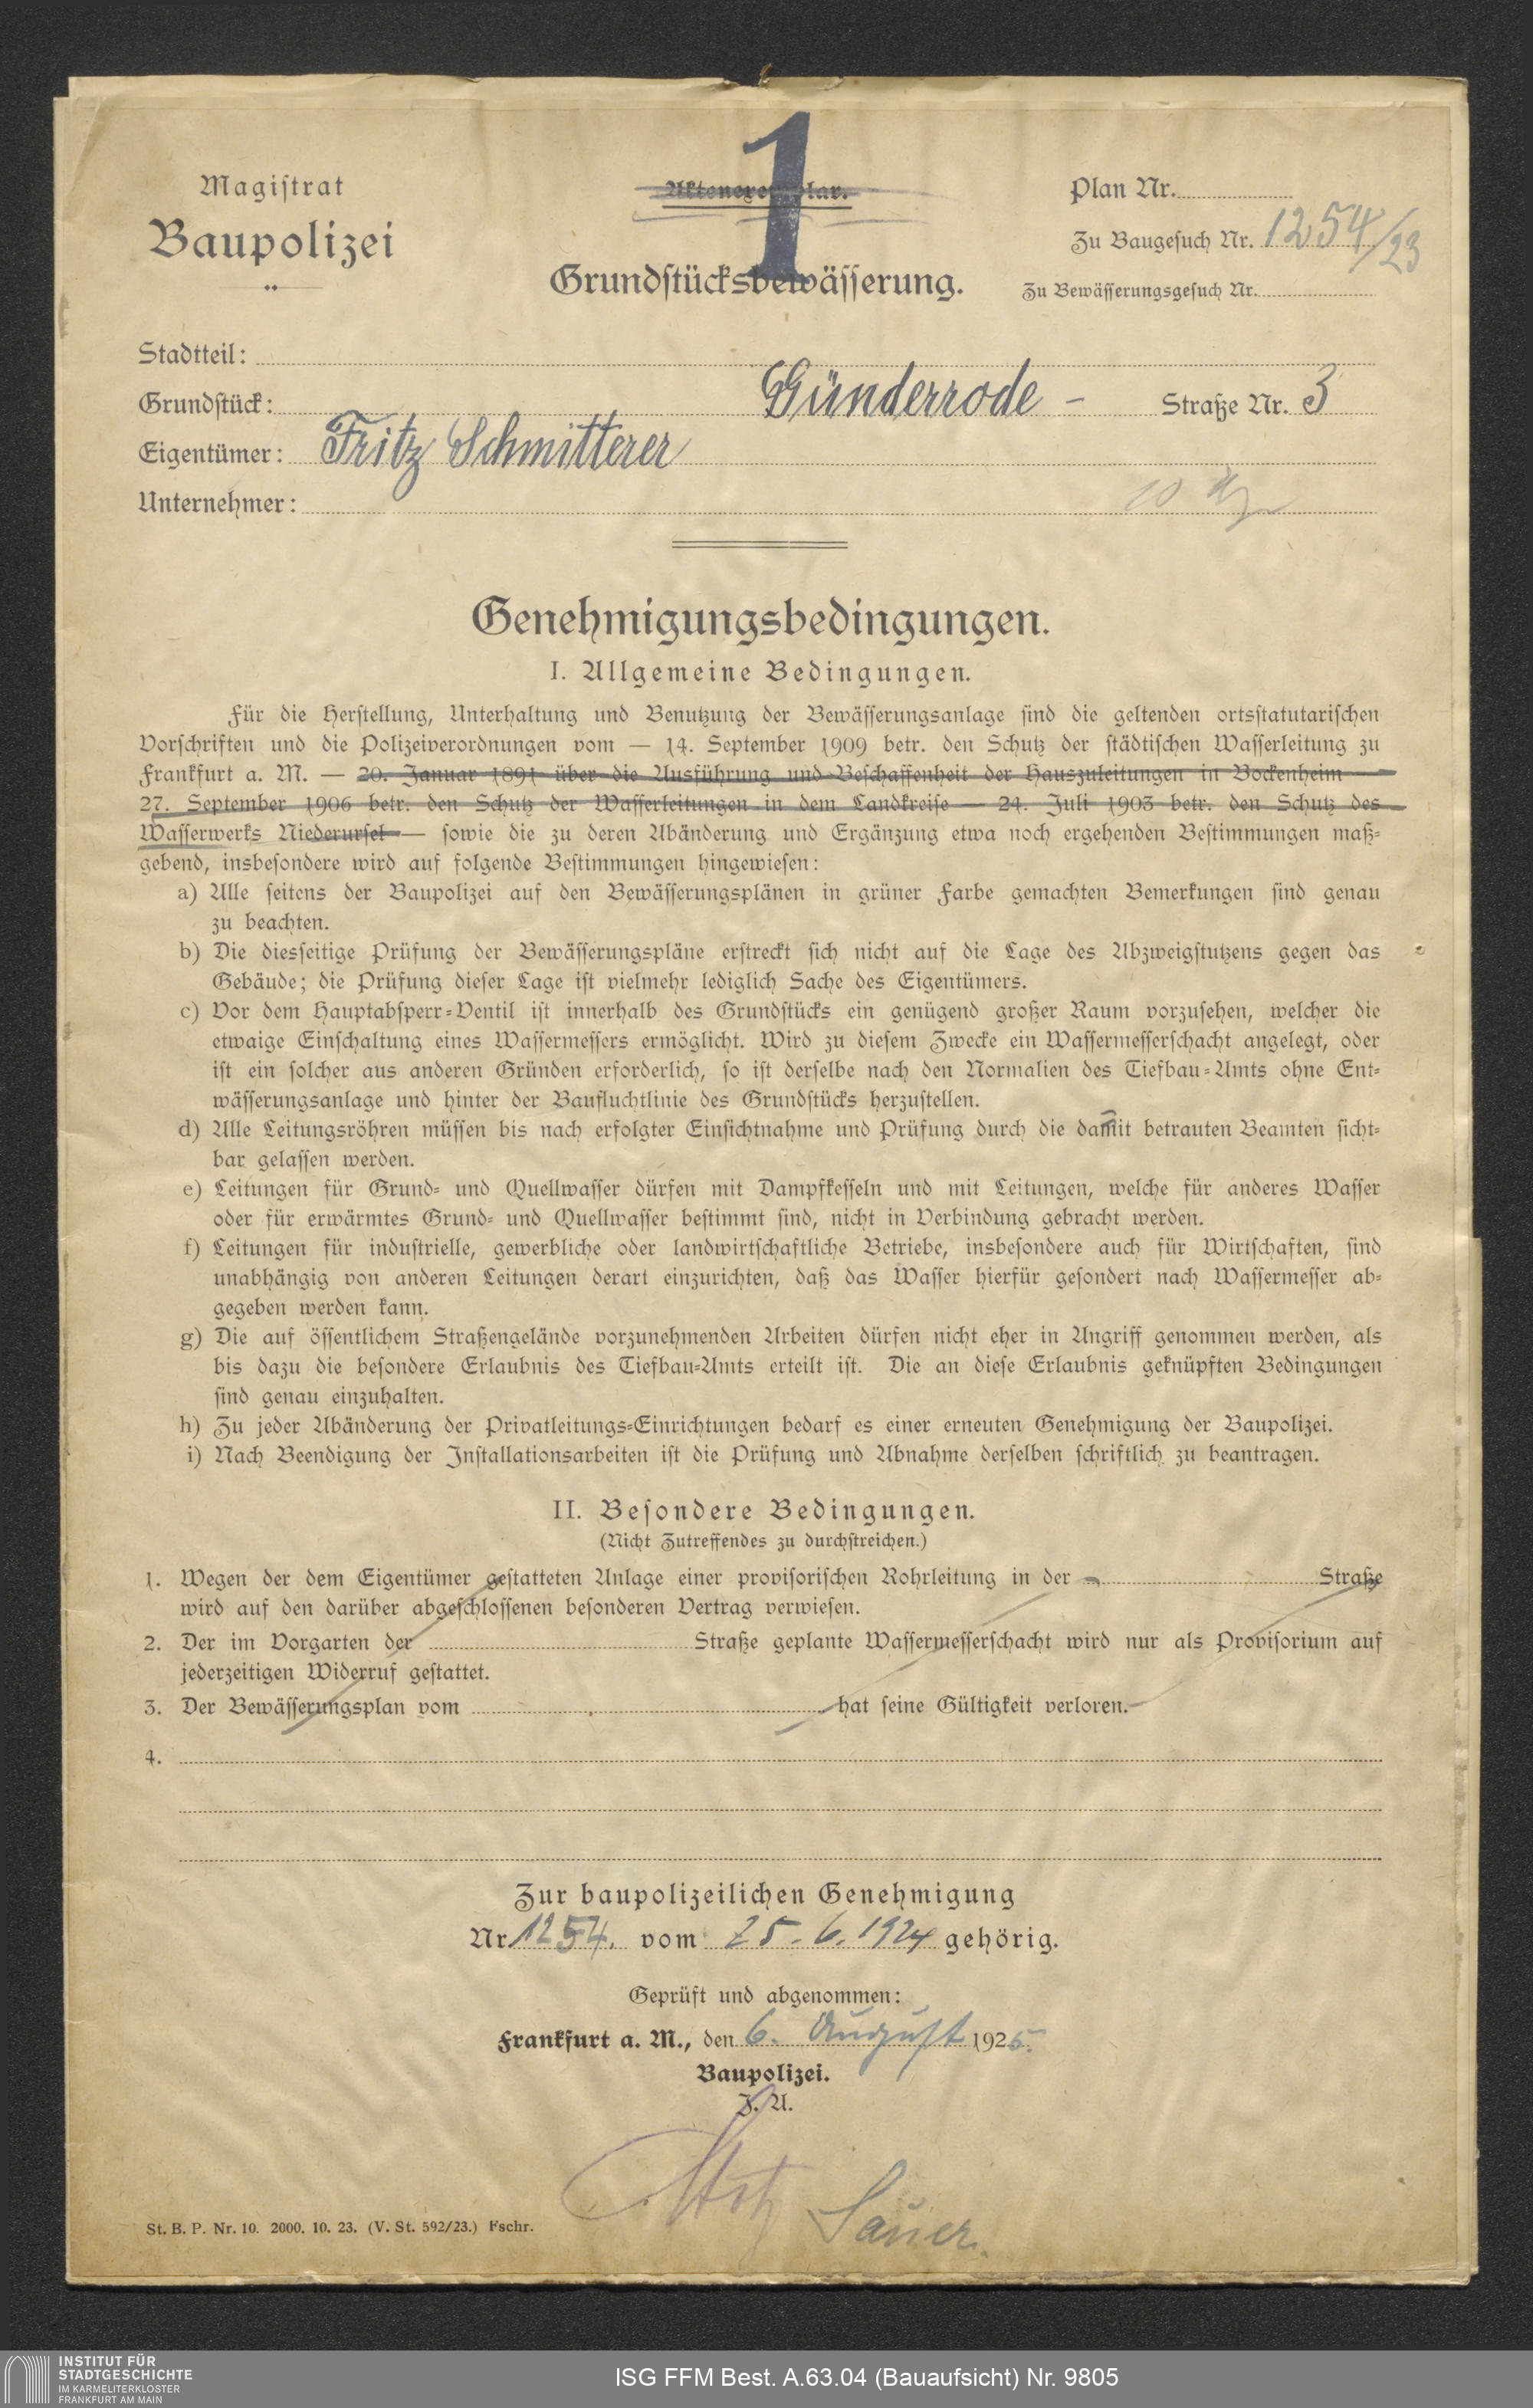 1
Magistrat
Baupolizei
Aktenexemplar.
Grundstücksbewässerung.
Plan Nr.
Zu Baugesuch Nr. 1254/23
Zu Bewässerungsgesuch Nr.
Stadtteil:
Grundstück: Günderrode - Straße Nr. 3
Eigentümer: Fritz Schmitterer
Unternehmer:
Genehmigungsbedingungen.
I. Allgemeine Bedingungen.
Für die Herstellung, Unterhaltung und Benutzung der Bewässerungsanlage sind die geltenden ortsstatutarischen
Vorschriften und die Polizeiverordnungen vom — 14. September 1909 betr. den Schutz der städtischen Wasserleitung zu
Frankfurt a. M. — 20. Januar 1891 über die Ausführung und Beschaffenheit der Hauszuleitungen in Bockenheim —
27. September 1906 betr. den Schutz der Wasserleitungen in dem Landkreise — 24. Juli 1903 betr. den Schutz des
Wasserwerks Niederursel — sowie die zu deren Abänderung und Ergänzung etwa noch ergehenden Bestimmungen maß-
gebend, insbesondere wird auf folgende Bestimmungen hingewiesen:
a) Alle seitens der Baupolizei auf den Bewässerungsplänen in grüner Farbe gemachten Bemerkungen sind genau
zu beachten.
b) Die diesseitige Prüfung der Bewässerungspläne erstreckt sich nicht auf die Lage des Abzweigstutzens gegen das
Gebäude; die Prüfung dieser Lage ist vielmehr lediglich Sache des Eigentümers.
c) Vor dem Hauptabsperr-Ventil ist innerhalb des Grundstücks ein genügend großer Raum vorzusehen, welcher die
etwaige Einschaltung eines Wassermessers ermöglicht. Wird zu diesem Zwecke ein Wassermesserschacht angelegt, oder
ist ein solcher aus anderen Gründen erforderlich, so ist derselbe nach den Normalien des Tiefbau-Amts ohne Ent-
wässerungsanlage und hinter der Baufluchtlinie des Grundstücks herzustellen.
d) Alle Leitungsröhren müssen bis nach erfolgter Einsichtnahme und Prüfung durch die damit betrauten Beamten sicht-
bar gelassen werden.
e) Leitungen für Grund- und Quellwasser dürfen mit Dampfkesseln und mit Leitungen, welche für anderes Wasser
oder für erwärmtes Grund- und Quellwasser bestimmt sind, nicht in Verbindung gebracht werden.
f) Leitungen für industrielle, gewerbliche oder landwirtschaftliche Betriebe, insbesondere auch für Wirtschaften, sind
unabhängig von anderen Leitungen derart einzurichten, daß das Wasser hierfür gesondert nach Wassermesser ab-
gegeben werden kann.
g) Die auf össentlichem Straßengelände vorzunehmenden Arbeiten dürfen nicht eher in Angriff genommen werden, als
bis dazu die besondere Erlaubnis des Tiefbau-Amts erteilt ist. Die an diese Erlaubnis geknüpften Bedingungen
sind genau einzuhalten.
h) Zu jeder Abänderung der Privatleitungs-Einrichtungen bedarf es einer erneuten Genehmigung der Baupolizei.
i) Nach Beendigung der Installationsarbeiten ist die Prüfung und Abnahme derselben schriftlich zu beantragen.
II. Besondere Bedingungen.
(Nicht Zutreffendes zu durchstreichen.)
1. Wegen der dem Eigentümer gestatteten Anlage einer provisorischen Rohrleitung in der Straße
wird auf den darüber abgeschlossenen besonderen Vertrag verwiesen.
2. Der im Vorgarten der Straße geplante Wassermesserschacht wird nur als Provisorium auf
jederzeitigen Widerruf gestattet.
3. Der Bewässerungsplan vom hat seine Gültigkeit verloren.
4.
Zur baupolizeilichen Genehmigung
Nr. 1254. vom 25. 6. 1924 gehörig.
Geprüft und abgenommen:
Frankfurt a. M., den 6. August 1925.
Baupolizei.
J. A.
Sauer.
St. B. P. Nr. 10. 2000. 10. 23. (V. St. 592/23.) Fschr.
INSTITUT FÜR
STADTGESCHICHTE
IM KARMELITERKLOSTER
FRANKFURT AM MAIN
ISG FFM Best. A.63.04 (Bauaufsicht) Nr. 9805